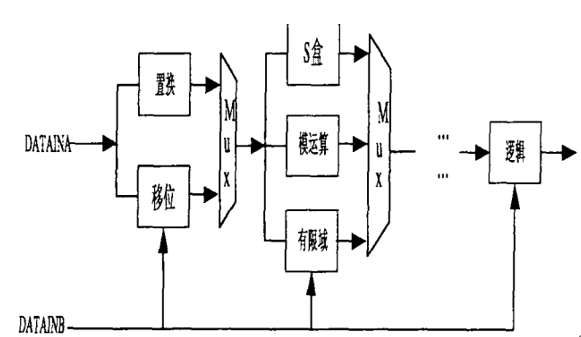 S盒
置换
M
u
x
M
u
x
DATAINA
模运算
...
...
逻辑
移位
有限域
DATAINB